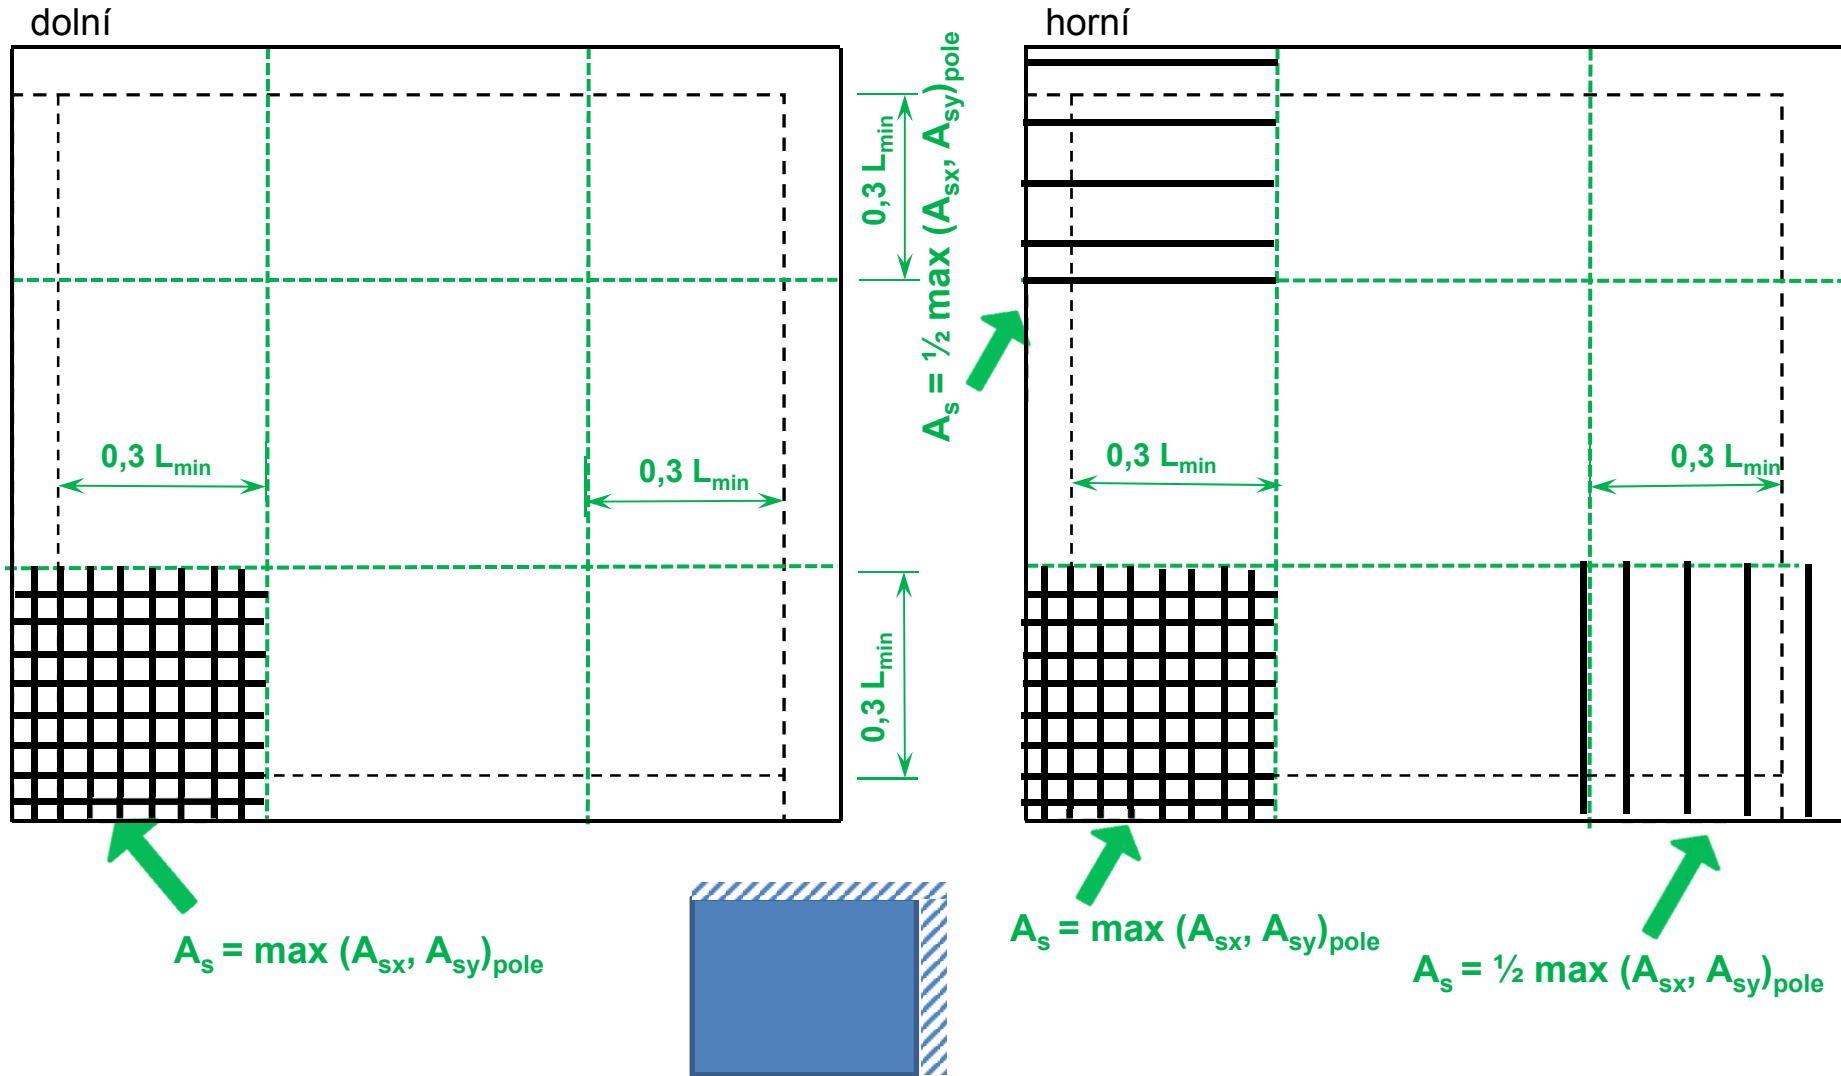 dolní
horní
0,3 Lmin
As = ½ max (Asx, Asy)pole
0,3 Lmin
0,3 Lmin
0,3 Lmin
0,3 Lmin
0,3 Lmin
As = max (Asx, Asy)pole
As = max (Asx, Asy)pole
As = ½ max (Asx, Asy)pole